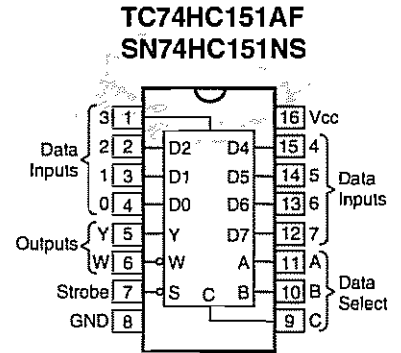 TC74HC151AF
SN74HC151NS
3 1 16 Vcc
2 2 D2 D4 15 4
Data Inputs
1 3 D1 D5 14 5
Data Inputs
0 4 D0 D6 13 6
Y 5 Y D7 12 7
Outputs
W 6 W A 11 A
Strobe 7 S C B 10 B
Data Select
GND 8 9 C